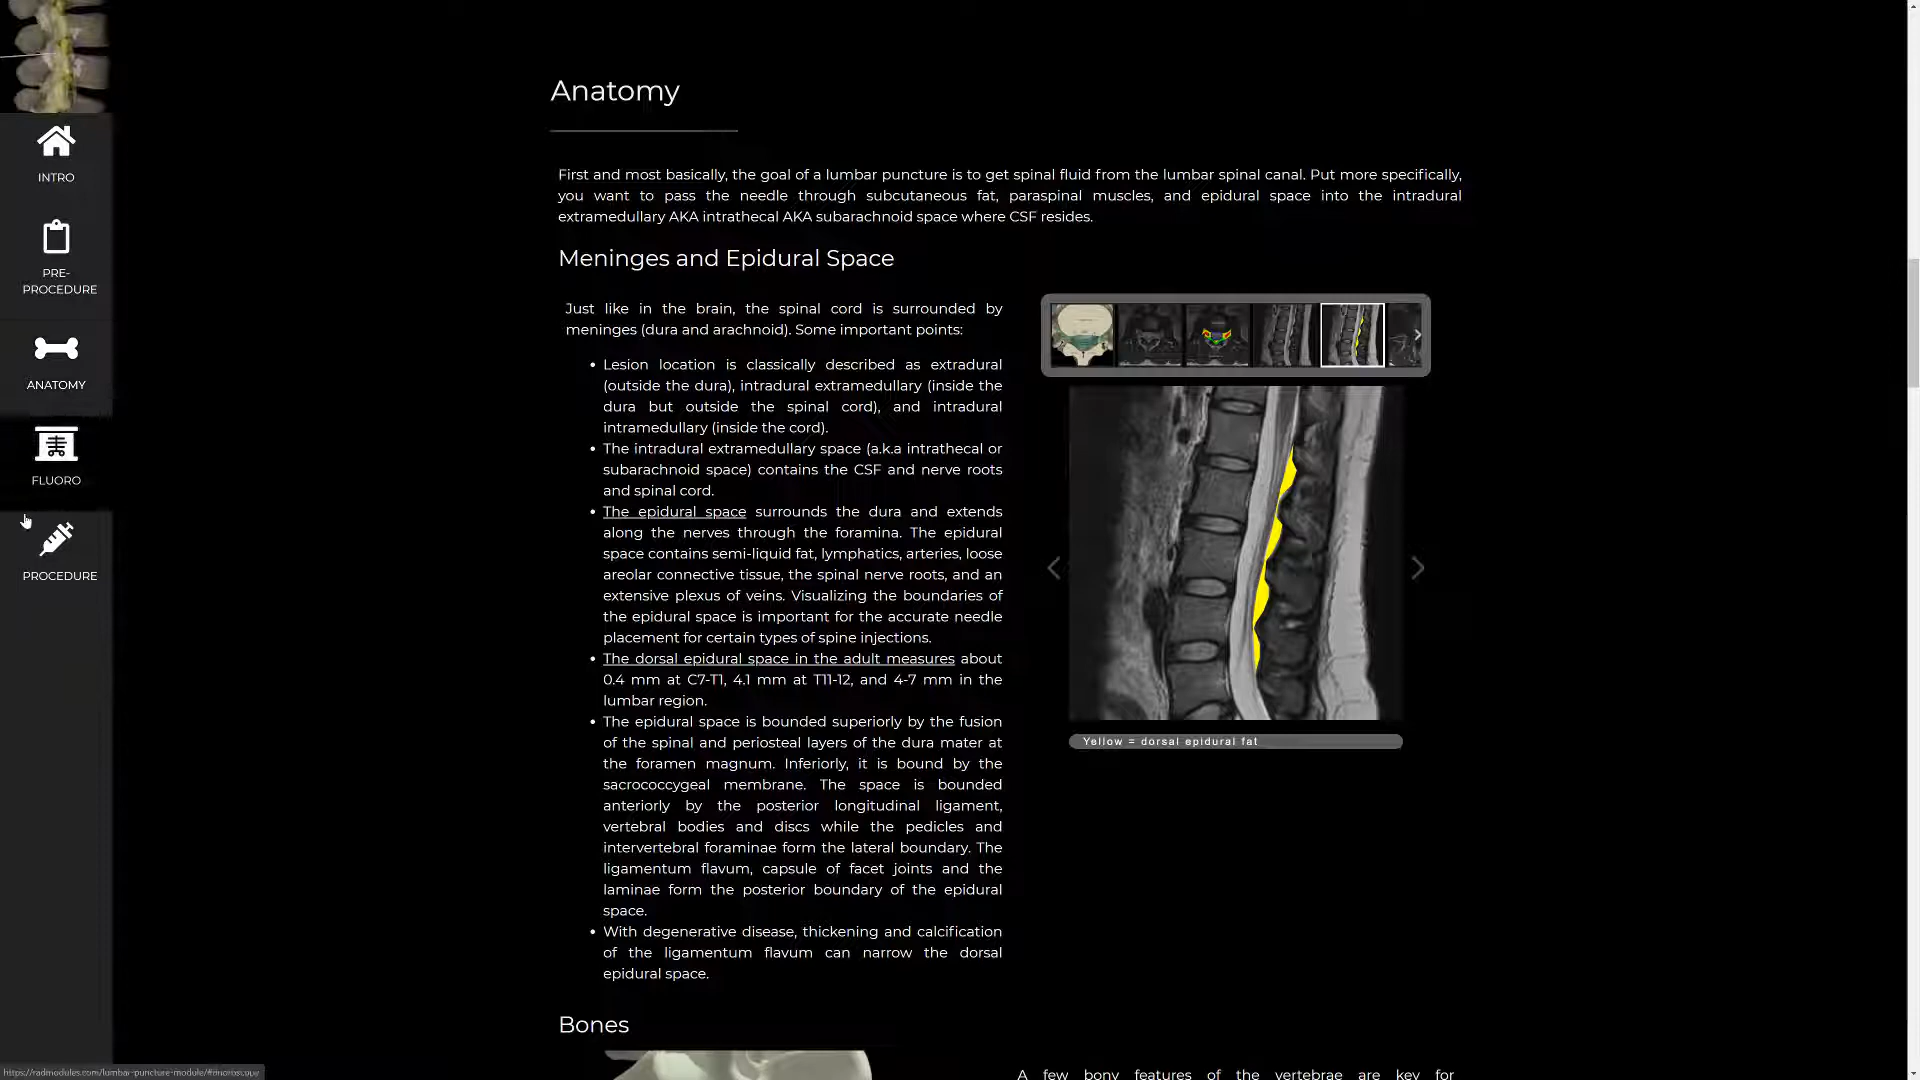 INTRO
PRE-
PROCEDURE
ANATOMY
FLUORO
PROCEDURE
Anatomy
First and most basically, the goal of a lumbar puncture is to get spinal fluid from the lumbar spinal canal. Put more specifically,
you want to pass the needle through subcutaneous fat, paraspinal muscles, and epidural space into the intradural
extramedullary AKA intrathecal AKA subarachnoid space where CSF resides.
Meninges and Epidural Space
Just like in the brain, the spinal cord is surrounded by
meninges (dura and arachnoid). Some important points:
• Lesion location is classically described as extradural
(outside the dura), intradural extramedullary (inside the
dura but outside the spinal cord), and intradural
intramedullary (inside the cord).
• The intradural extramedullary space (a.k.a intrathecal or
subarachnoid space) contains the CSF and nerve roots
and spinal cord.
• The epidural space surrounds the dura and extends
along the nerves through the foramina. The epidural
space contains semi-liquid fat, lymphatics, arteries, loose
areolar connective tissue, the spinal nerve roots, and an
extensive plexus of veins. Visualizing the boundaries of
the epidural space is important for the accurate needle
placement for certain types of spine injections.
• The dorsal epidural space in the adult measures about
0.4 mm at C7-T1, 4.1 mm at T11-12, and 4-7 mm in the
lumbar region.
• The epidural space is bounded superiorly by the fusion
of the spinal and periosteal layers of the dura mater at
the foramen magnum. Inferiorly, it is bound by the
sacrococcygeal membrane. The space is bounded
anteriorly by the posterior longitudinal ligament,
vertebral bodies and discs while the pedicles and
intervertebral foraminae form the lateral boundary. The
ligamentum flavum, capsule of facet joints and the
laminae form the posterior boundary of the epidural
space.
• With degenerative disease, thickening and calcification
of the ligamentum flavum can narrow the dorsal
epidural space.
Yellow = dorsal epidural fat
Bones
A few bony features of the vertebrae are key for
https://radmodules.com/lumbar-puncture-module/#fluoroscopy